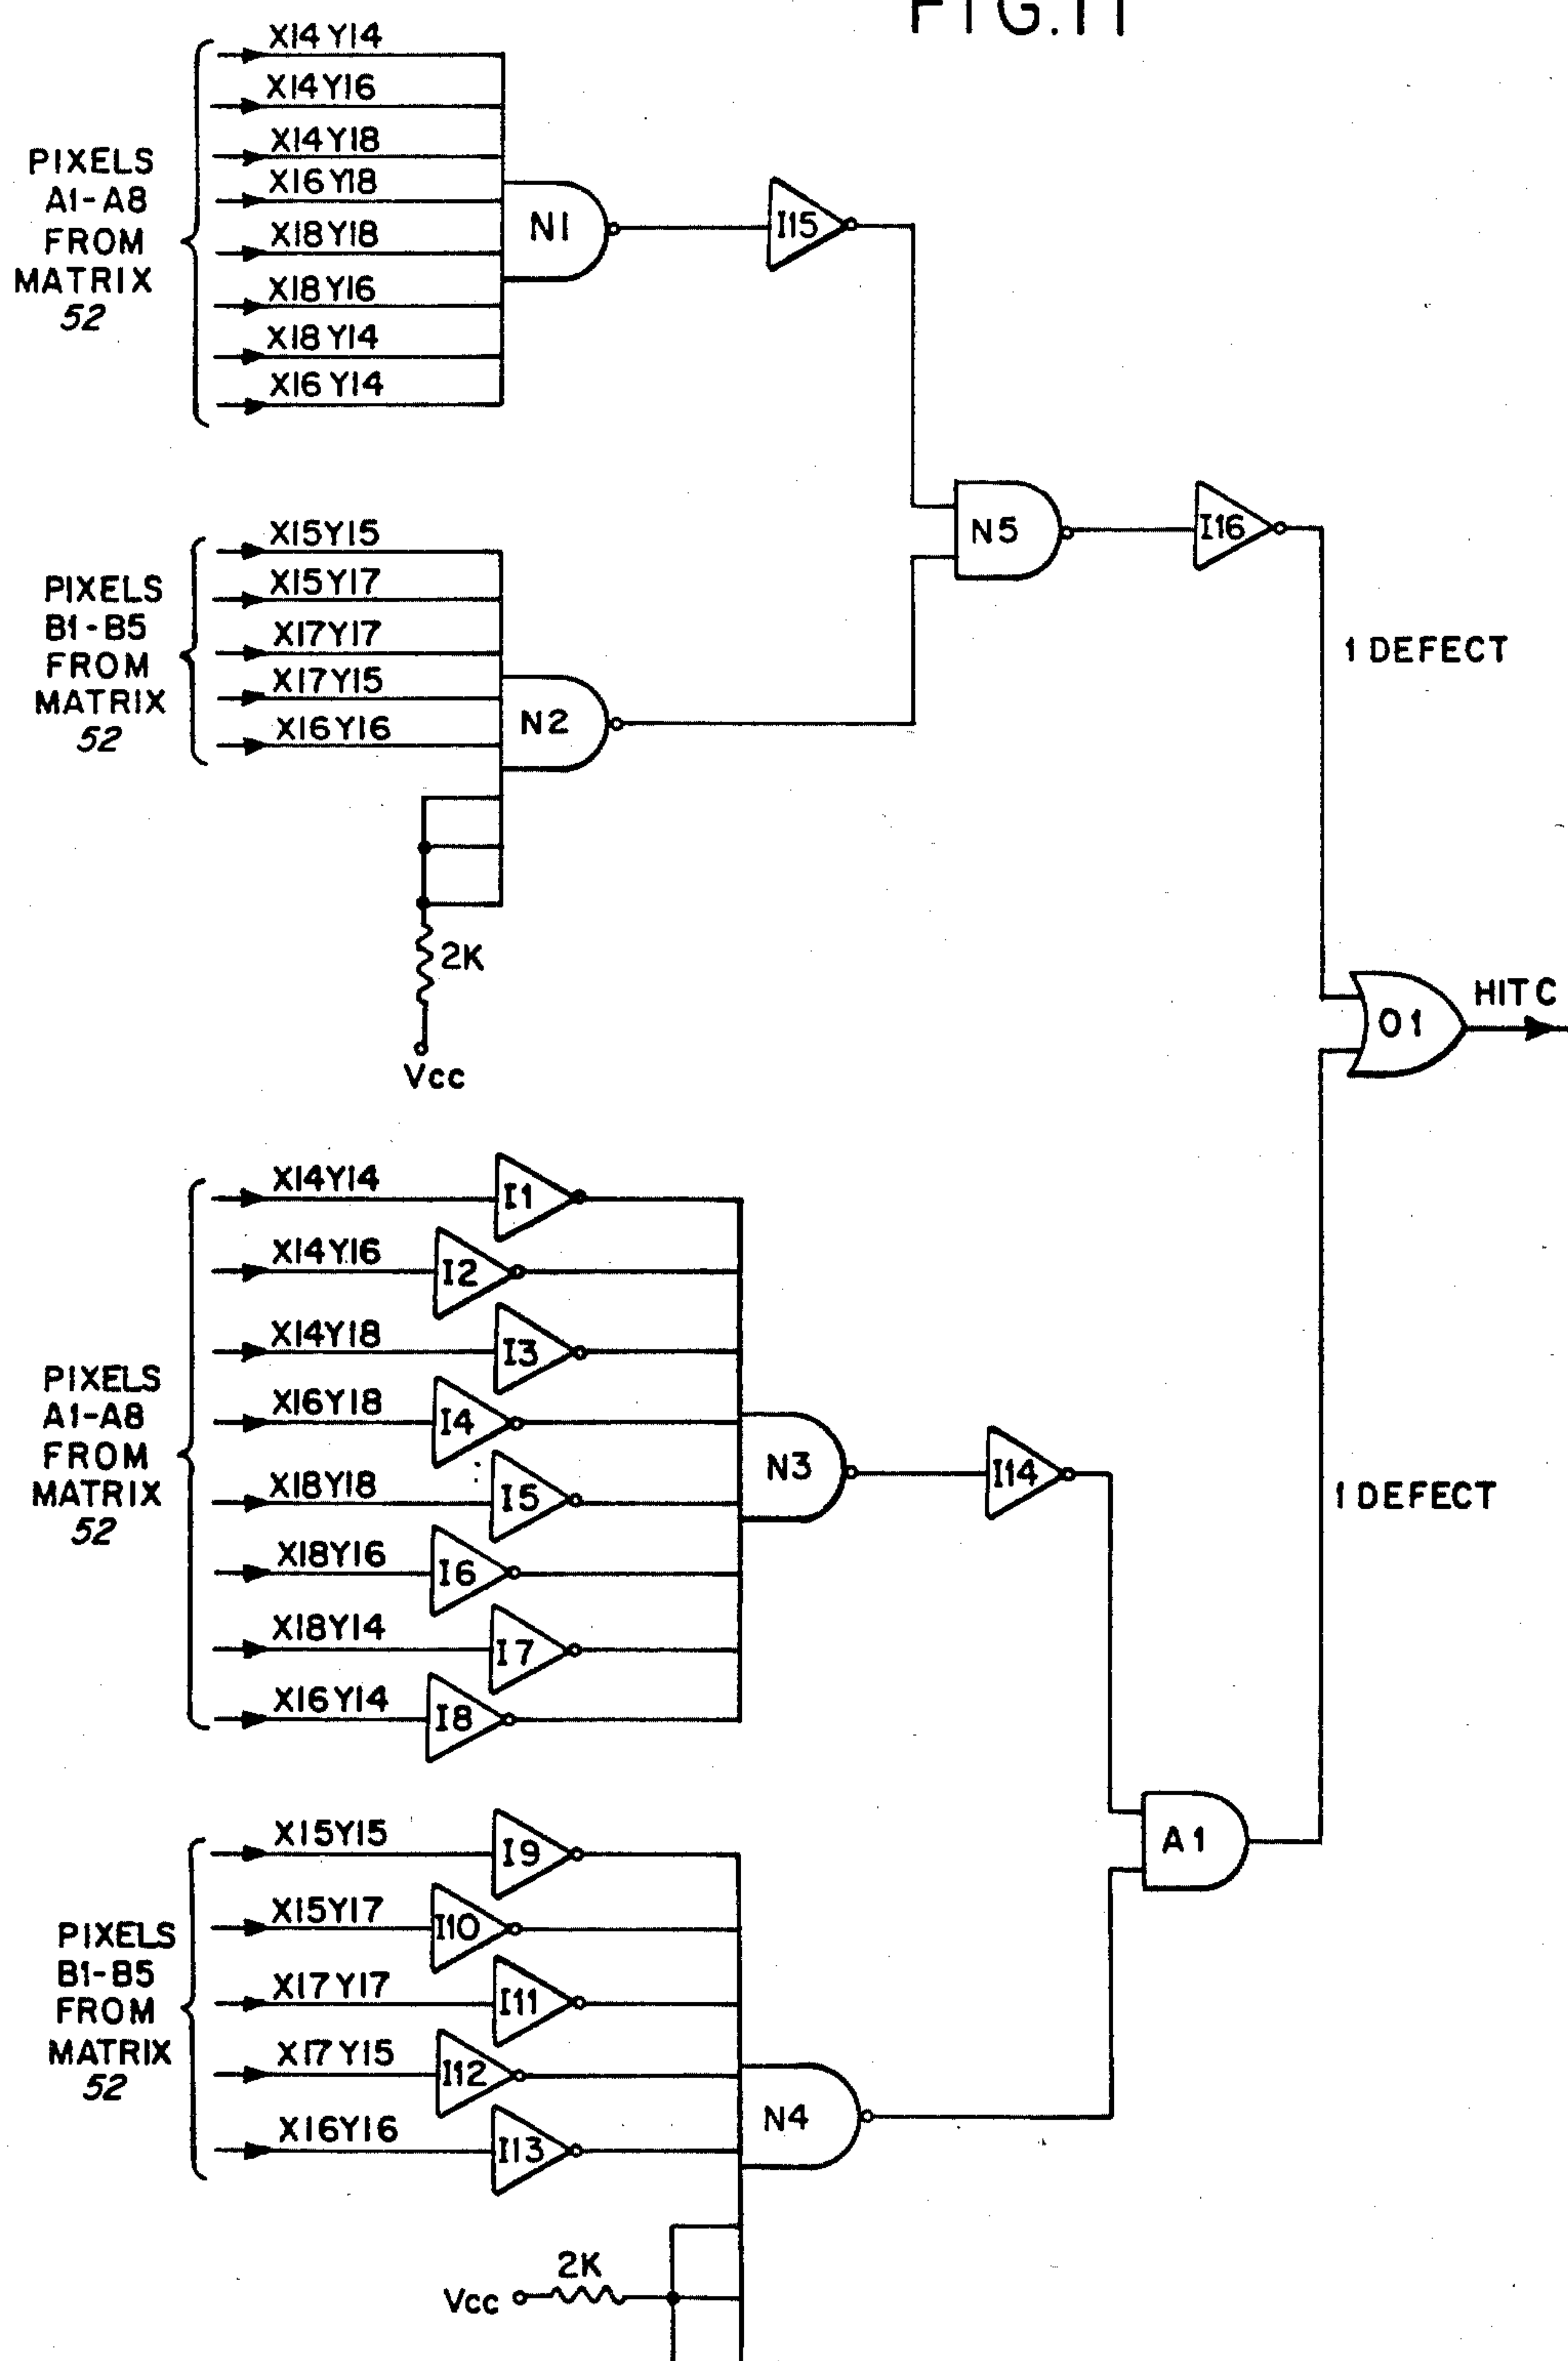 FIG.11
X14Y14
X14Y16
X14Y18
X16Y18
X18Y18
X18Y16
X18Y14
X16Y14
PIXELS
A1-A8
FROM
MATRIX
52
N1
I15
X15Y15
X15Y17
X17Y17
X17Y15
X16Y16
PIXELS
B1-B5
FROM
MATRIX
52
N2
N5
I16
1 DEFECT
2K
Vcc
O1
HIT C
X14Y14
X14Y16
X14Y18
X16Y18
X18Y18
X18Y16
X18Y14
X16Y14
PIXELS
A1-A8
FROM
MATRIX
52
I1
I2
I3
I4
I5
I6
I7
I8
N3
I14
1 DEFECT
X15Y15
X15Y17
X17Y17
X17Y15
X16Y16
PIXELS
B1-B5
FROM
MATRIX
52
I9
I10
I11
I12
I13
N4
A1
2K
Vcc